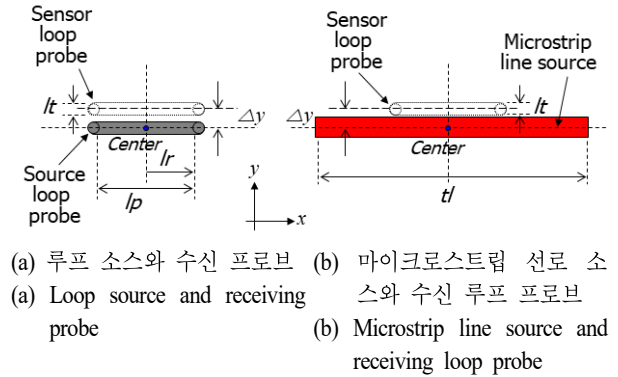 Sensor
loop
probe
lt
Δy
Center
lr
Source
loop
probe
lp
y
x
Sensor
loop
probe
Microstrip
line source
lt
Δy
Center
tl
(a) 루프 소스와 수신 프로브
(a) Loop source and receiving
probe
(b) 마이크로스트립 선로 소
스와 수신 루프 프로브
(b) Microstrip line source and
receiving loop probe